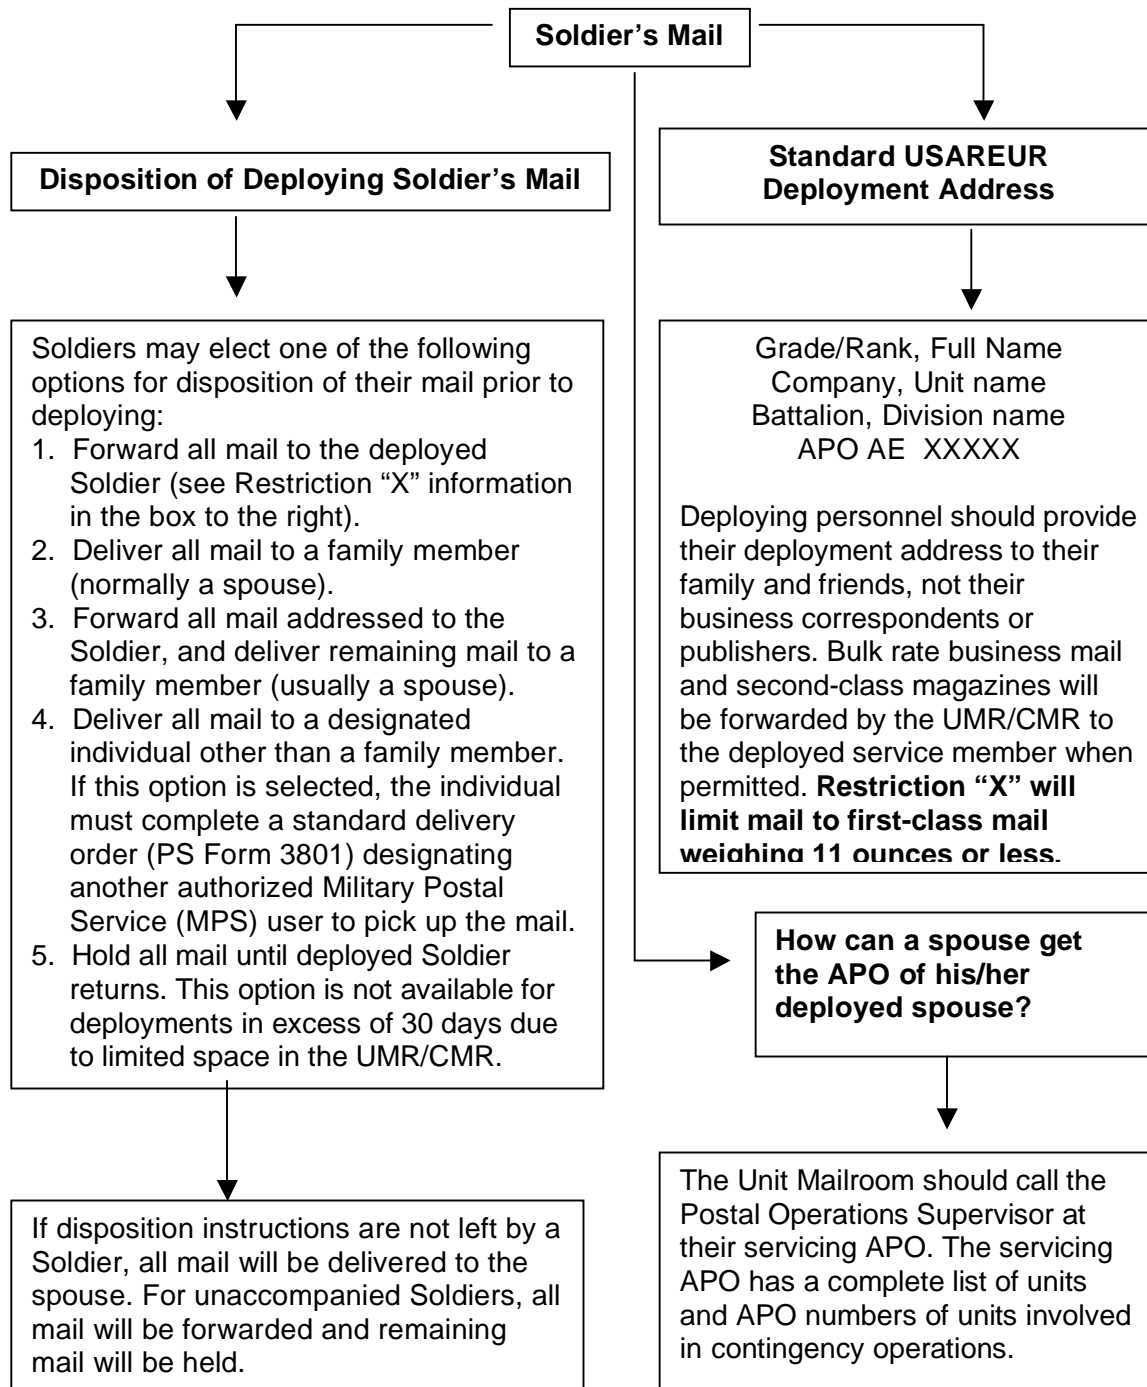 Soldier’s Mail
Disposition of Deploying Soldier’s Mail
Soldiers may elect one of the following
options for disposition of their mail prior to
deploying:
1. Forward all mail to the deployed
Soldier (see Restriction “X” information
in the box to the right).
2. Deliver all mail to a family member
(normally a spouse).
3. Forward all mail addressed to the
Soldier, and deliver remaining mail to a
family member (usually a spouse).
4. Deliver all mail to a designated
individual other than a family member.
If this option is selected, the individual
must complete a standard delivery
order (PS Form 3801) designating
another authorized Military Postal
Service (MPS) user to pick up the mail.
5. Hold all mail until deployed Soldier
returns. This option is not available for
deployments in excess of 30 days due
to limited space in the UMR/CMR.
If disposition instructions are not left by a
Soldier, all mail will be delivered to the
spouse. For unaccompanied Soldiers, all
mail will be forwarded and remaining
mail will be held.
Standard USAREUR
Deployment Address
Grade/Rank, Full Name
Company, Unit name
Battalion, Division name
APO AE XXXXX
Deploying personnel should provide
their deployment address to their
family and friends, not their
business correspondents or
publishers. Bulk rate business mail
and second-class magazines will
be forwarded by the UMR/CMR to
the deployed service member when
permitted. Restriction “X” will
limit mail to first-class mail
weighing 11 ounces or less.
How can a spouse get
the APO of his/her
deployed spouse?
The Unit Mailroom should call the
Postal Operations Supervisor at
their servicing APO. The servicing
APO has a complete list of units
and APO numbers of units involved
in contingency operations.